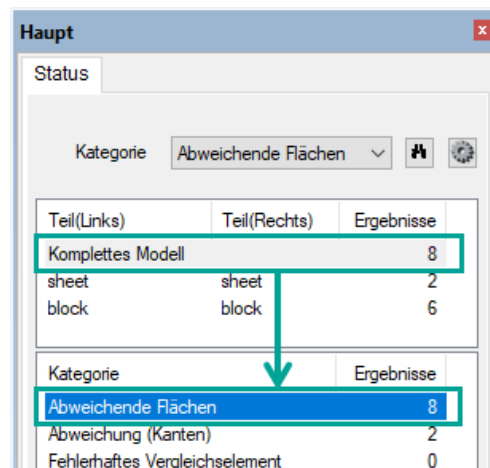 Haupt
Status
Kategorie Abweichende Flächen
Teil(Links) Teil(Rechts) Ergebnisse
Komplettes Modell 8
sheet sheet 2
block block 6
Kategorie Ergebnisse
Abweichende Flächen 8
Abweichung (Kanten) 2
Fehlerhaftes Vergleichselement 0